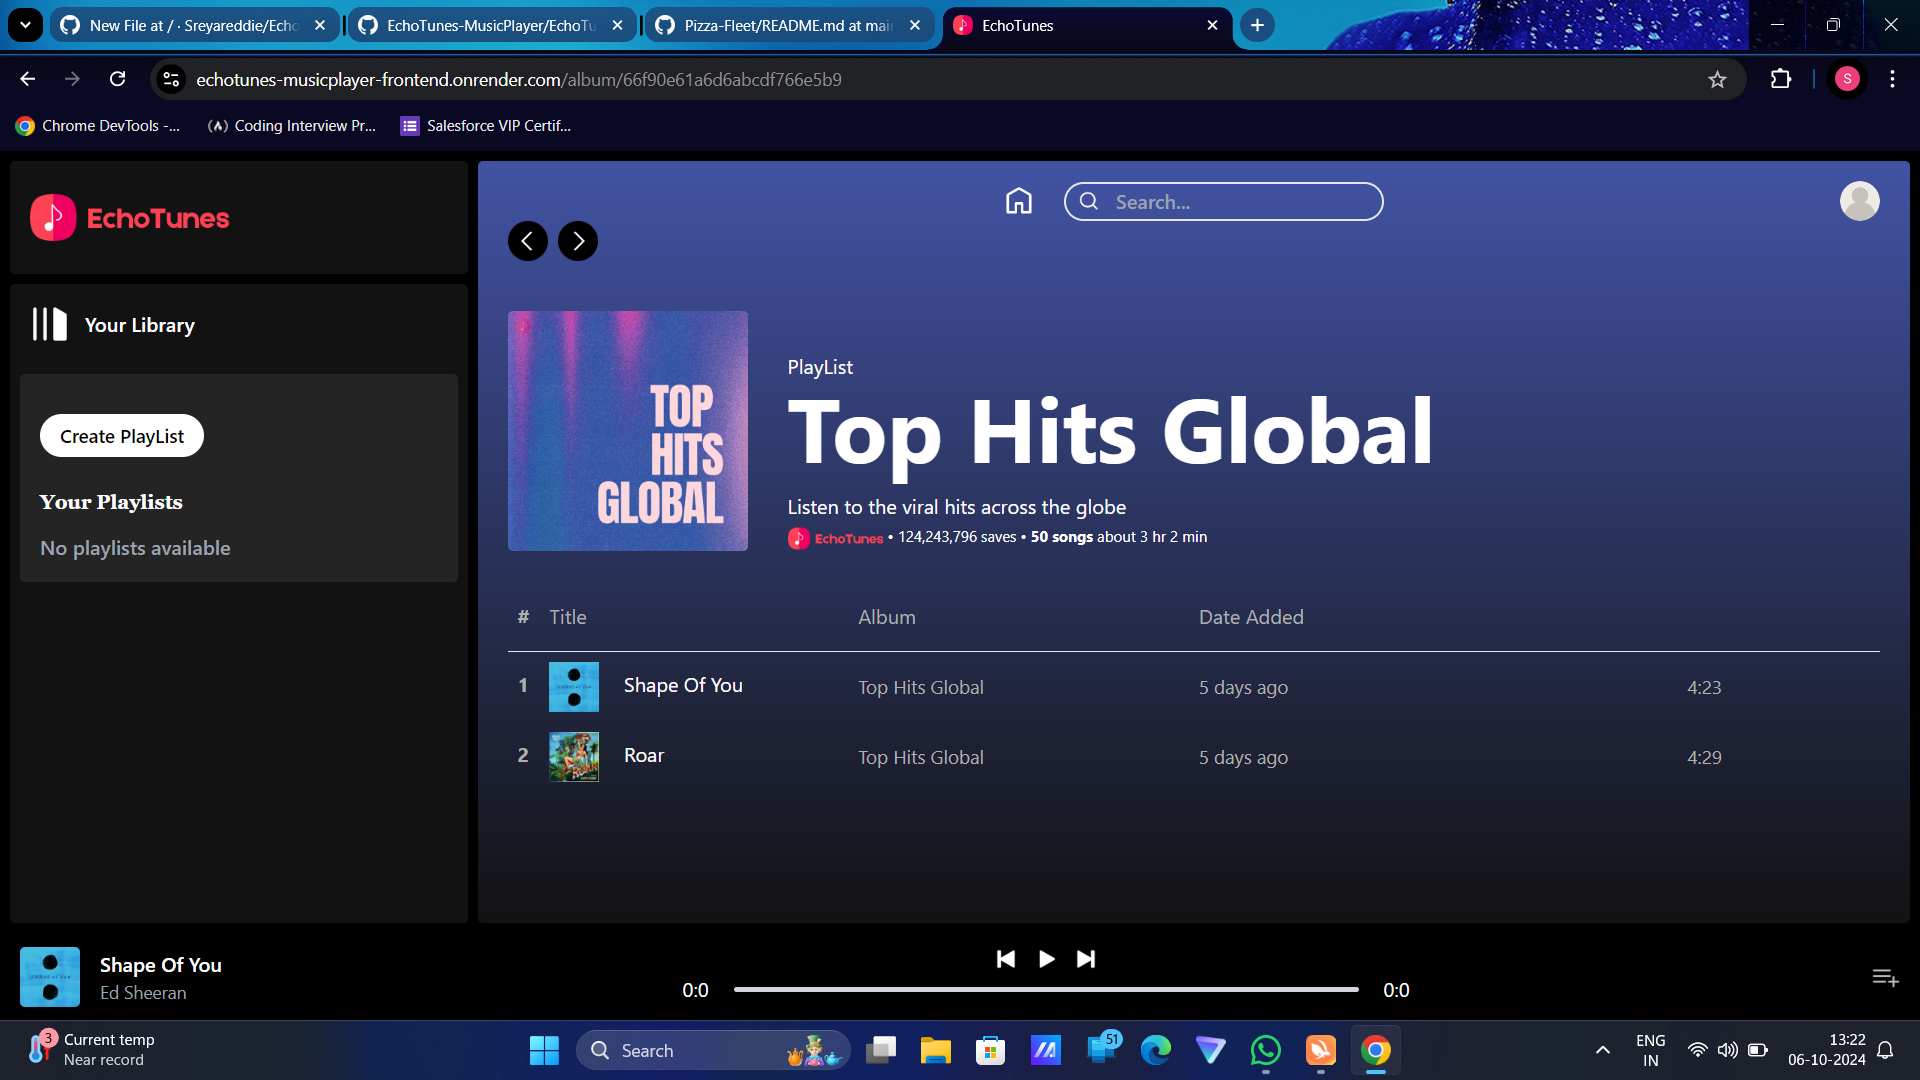 New File at / · Sreyareddie/Echo
EchoTunes-MusicPlayer/EchoTu
Pizza-Fleet/README.md at mai
EchoTunes
echotunes-musicplayer-frontend.onrender.com/album/66f90e61a6d6abcdf766e5b9
S
Chrome DevTools -...
Coding Interview Pr...
Salesforce VIP Certif...
EchoTunes
Search...
Your Library
Create PlayList
Your Playlists
No playlists available
TOP
HITS
GLOBAL
PlayList
Top Hits Global
Listen to the viral hits across the globe
EchoTunes • 124,243,796 saves • 50 songs about 3 hr 2 min
# Title Album Date Added
1 Shape Of You Top Hits Global 5 days ago 4:23
2 Roar Top Hits Global 5 days ago 4:29
Shape Of You
Ed Sheeran
0:0 0:0
3
Current temp
Near record
Search
51
ENG
IN
13:22
06-10-2024